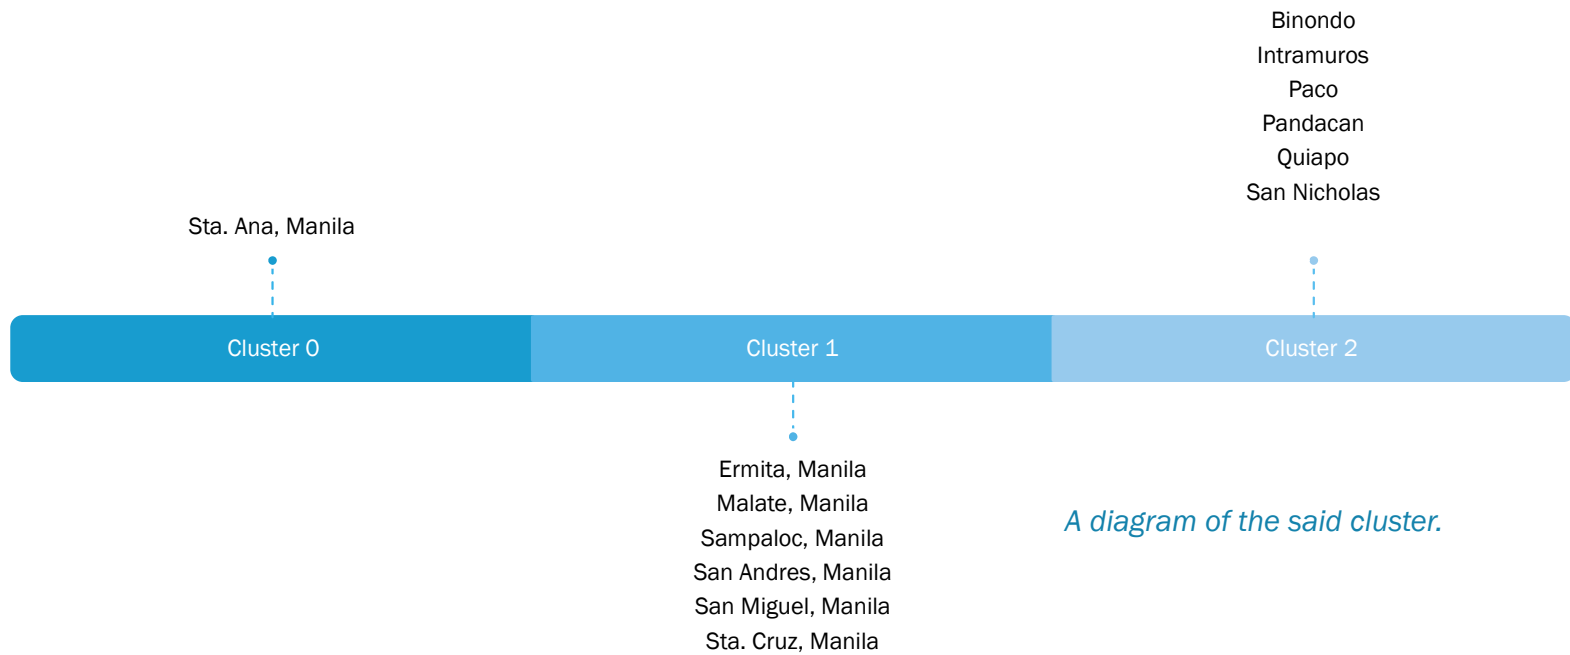 Binondo
Intramuros
Paco
Pandacan
Quiapo
San Nicholas
Sta. Ana, Manila
Cluster 0
Cluster 1
Cluster 2
Ermita, Manila
Malate, Manila
Sampaloc, Manila
San Andres, Manila
San Miguel, Manila
Sta. Cruz, Manila
A diagram of the said cluster.